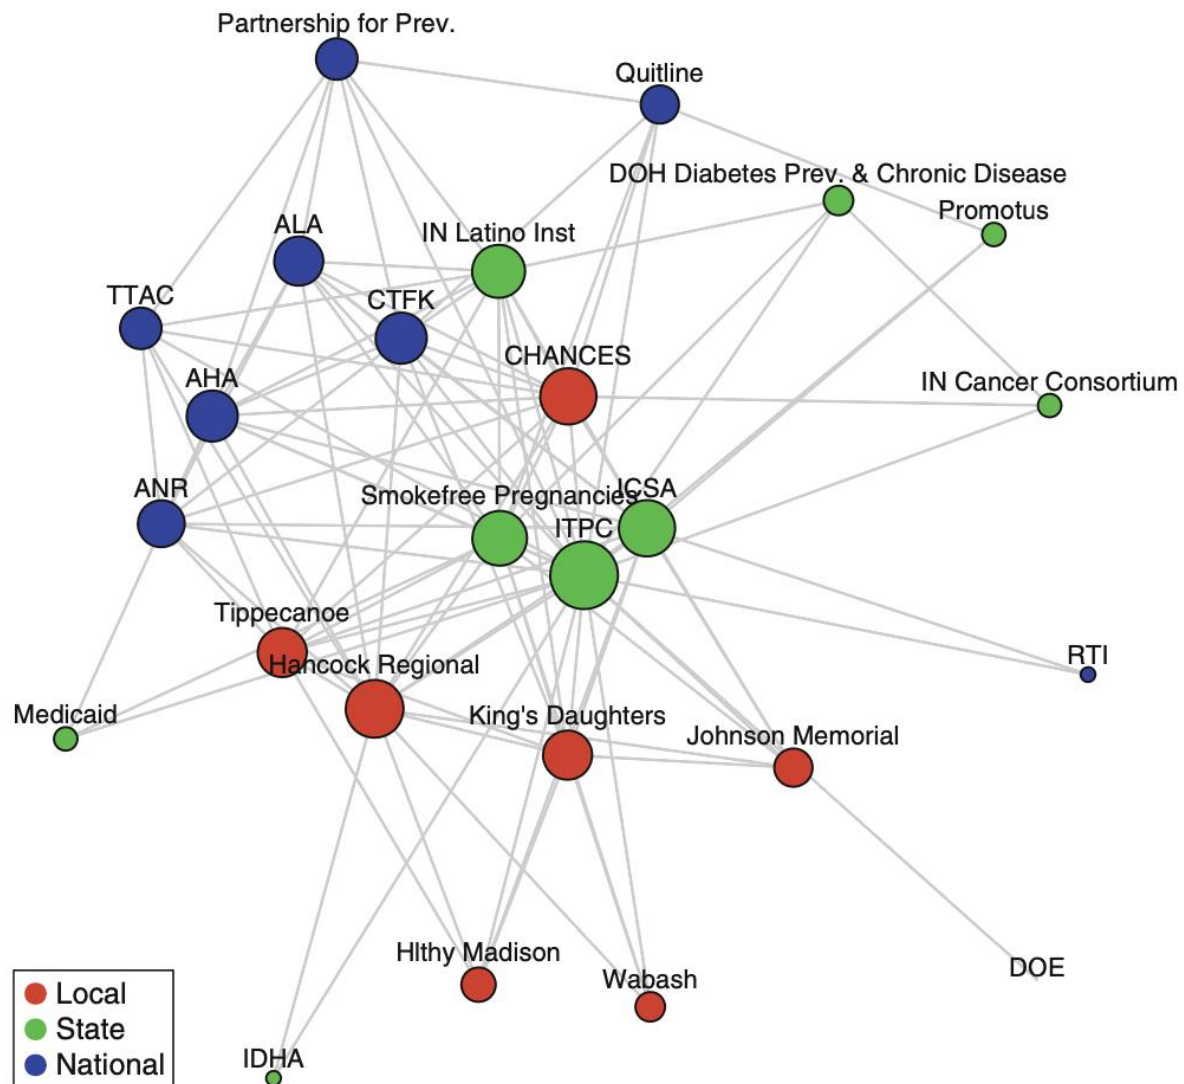 Partnership for Prev.
Quitline
DOH Diabetes Prev. & Chronic Disease
Promotus
ALA
IN Latino Inst
TTAC
CTFK
CHANCES
AHA
IN Cancer Consortium
ANR
Smokefree Pregnancies
ICSA
ITPC
Tippecanoe
Hancock Regional
RTI
Medicaid
King's Daughters
Johnson Memorial
Hlthy Madison
Wabash
DOE
IDHA
Local
State
National